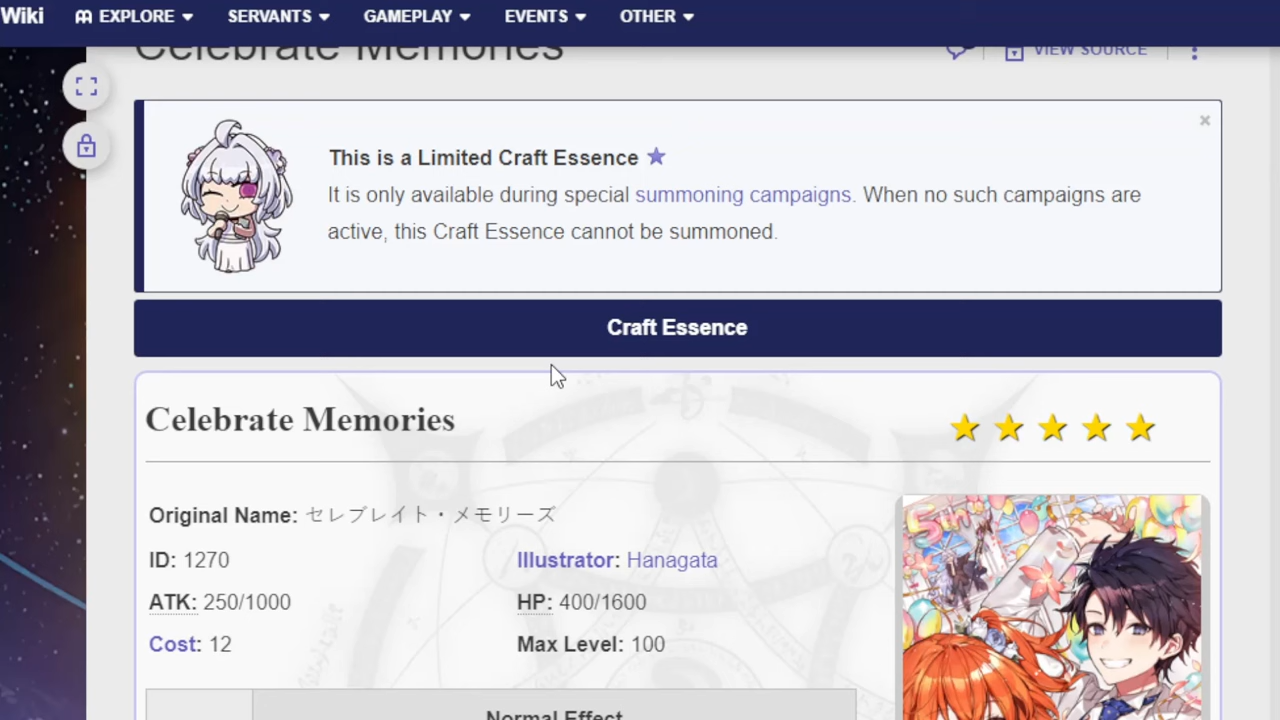 Wiki EXPLORE SERVANTS GAMEPLAY EVENTS OTHER
Celebrate Memories VIEW SOURCE
This is a Limited Craft Essence
It is only available during special summoning campaigns. When no such campaigns are
active, this Craft Essence cannot be summoned.
Craft Essence
Celebrate Memories
Original Name: セレブレイト・メモリーズ
ID: 1270 Illustrator: Hanagata
ATK: 250/1000 HP: 400/1600
Cost: 12 Max Level: 100
Normal Effect